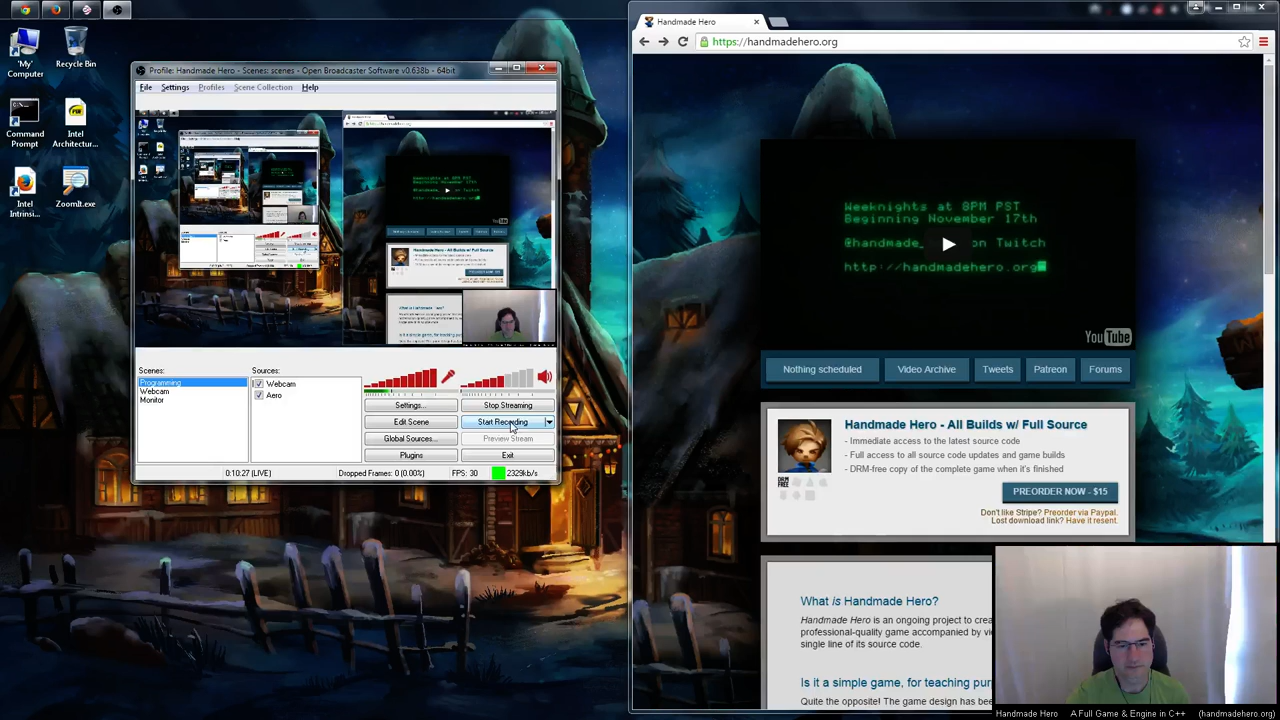 'My'
Computer
Recycle Bin
Command
Prompt
Intel
Architectur...
Intel
Intrinsi...
ZoomIt.exe
Profile: Handmade Hero - Scenes: scenes - Open Broadcaster Software v0.638b - 64bit
File Settings Profiles Scene Collection Help
Scenes:
Programming
Webcam
Monitor
Sources:
Webcam
Aero
Settings... Stop Streaming
Edit Scene Start Recording
Global Sources... Preview Stream
Plugins Exit
0:10:27 (LIVE) Dropped Frames: 0 (0.00%) FPS: 30 2329kb/s
Handmade Hero
https://handmadehero.org
Weeknights at 8PM PST
Beginning November 17th
@handmade_ on Twitch
http://handmadehero.org
YouTube
Nothing scheduled Video Archive Tweets Patreon Forums
Handmade Hero - All Builds w/ Full Source
- Immediate access to the latest source code
- Full access to all source code updates and game builds
- DRM-free copy of the complete game when it's finished
DRM
FREE
PREORDER NOW - $15
Don't like Stripe? Preorder via Paypal.
Lost download link? Have it resent.
What is Handmade Hero?
Handmade Hero is an ongoing project to crea
professional-quality game accompanied by vi
single line of its source code.
Is it a simple game, for teaching pur
Quite the opposite! The game design has bee
Handmade Hero A Full Game & Engine in C++ (handmadehero.org)